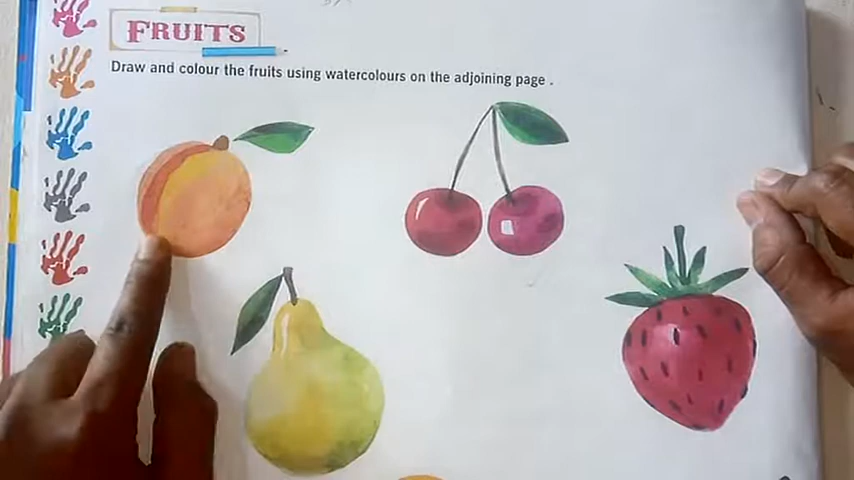 FRUITS
Draw and colour the fruits using watercolours on the adjoining page .